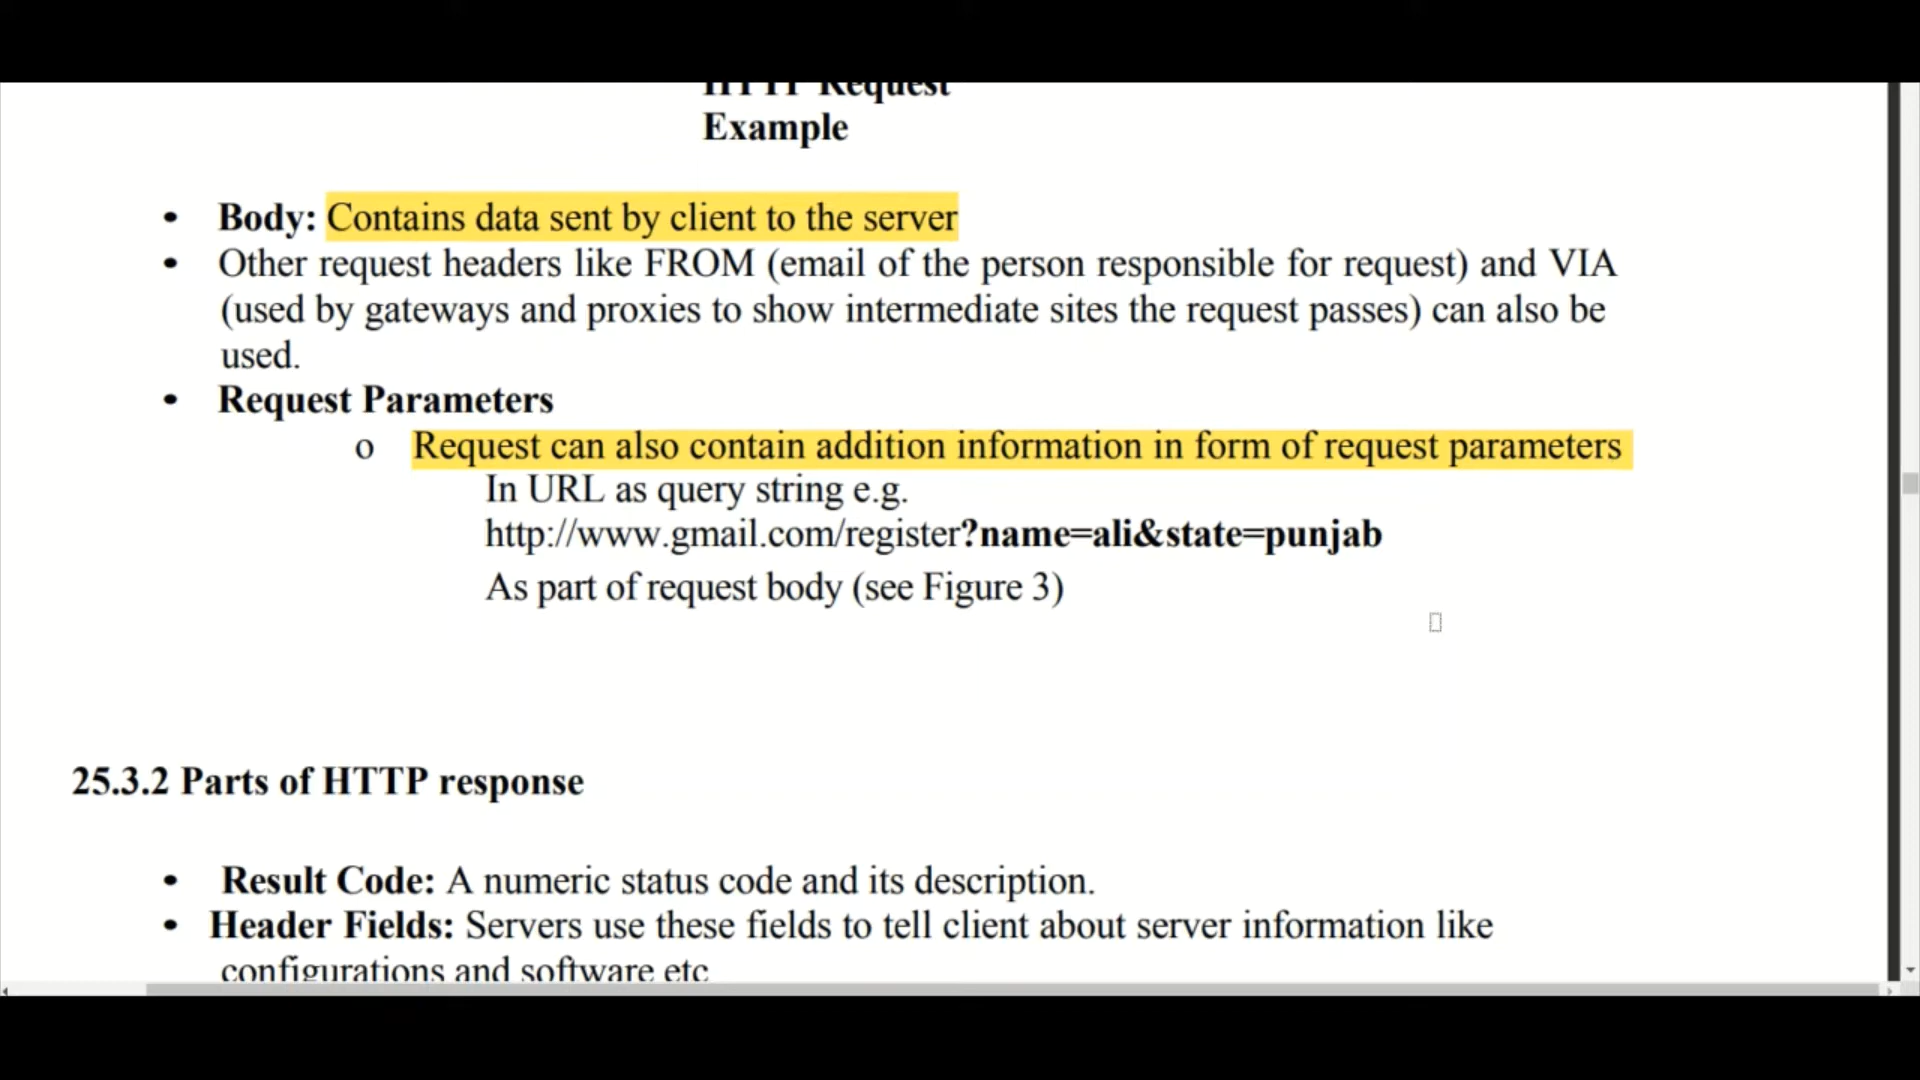 HTTP Request
Example
• Body: Contains data sent by client to the server
• Other request headers like FROM (email of the person responsible for request) and VIA
(used by gateways and proxies to show intermediate sites the request passes) can also be
used.
• Request Parameters
o Request can also contain addition information in form of request parameters
In URL as query string e.g.
http://www.gmail.com/register?name=ali&state=punjab
As part of request body (see Figure 3)
25.3.2 Parts of HTTP response
• Result Code: A numeric status code and its description.
• Header Fields: Servers use these fields to tell client about server information like
configurations and software etc